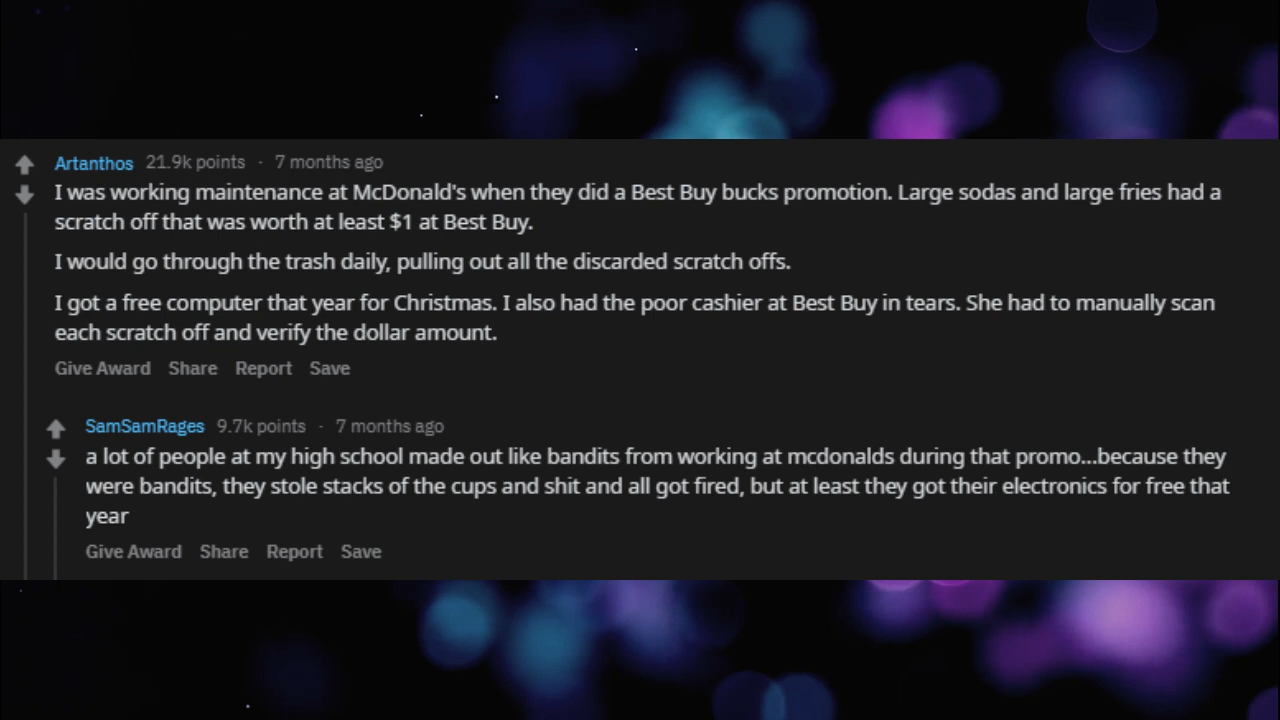 Artanthos 21.9k points · 7 months ago
I was working maintenance at McDonald's when they did a Best Buy bucks promotion. Large sodas and large fries had a
scratch off that was worth at least $1 at Best Buy.
I would go through the trash daily, pulling out all the discarded scratch offs.
I got a free computer that year for Christmas. I also had the poor cashier at Best Buy in tears. She had to manually scan
each scratch off and verify the dollar amount.
Give Award Share Report Save
SamSamRages 9.7k points · 7 months ago
a lot of people at my high school made out like bandits from working at mcdonalds during that promo...because they
were bandits, they stole stacks of the cups and shit and all got fired, but at least they got their electronics for free that
year
Give Award Share Report Save